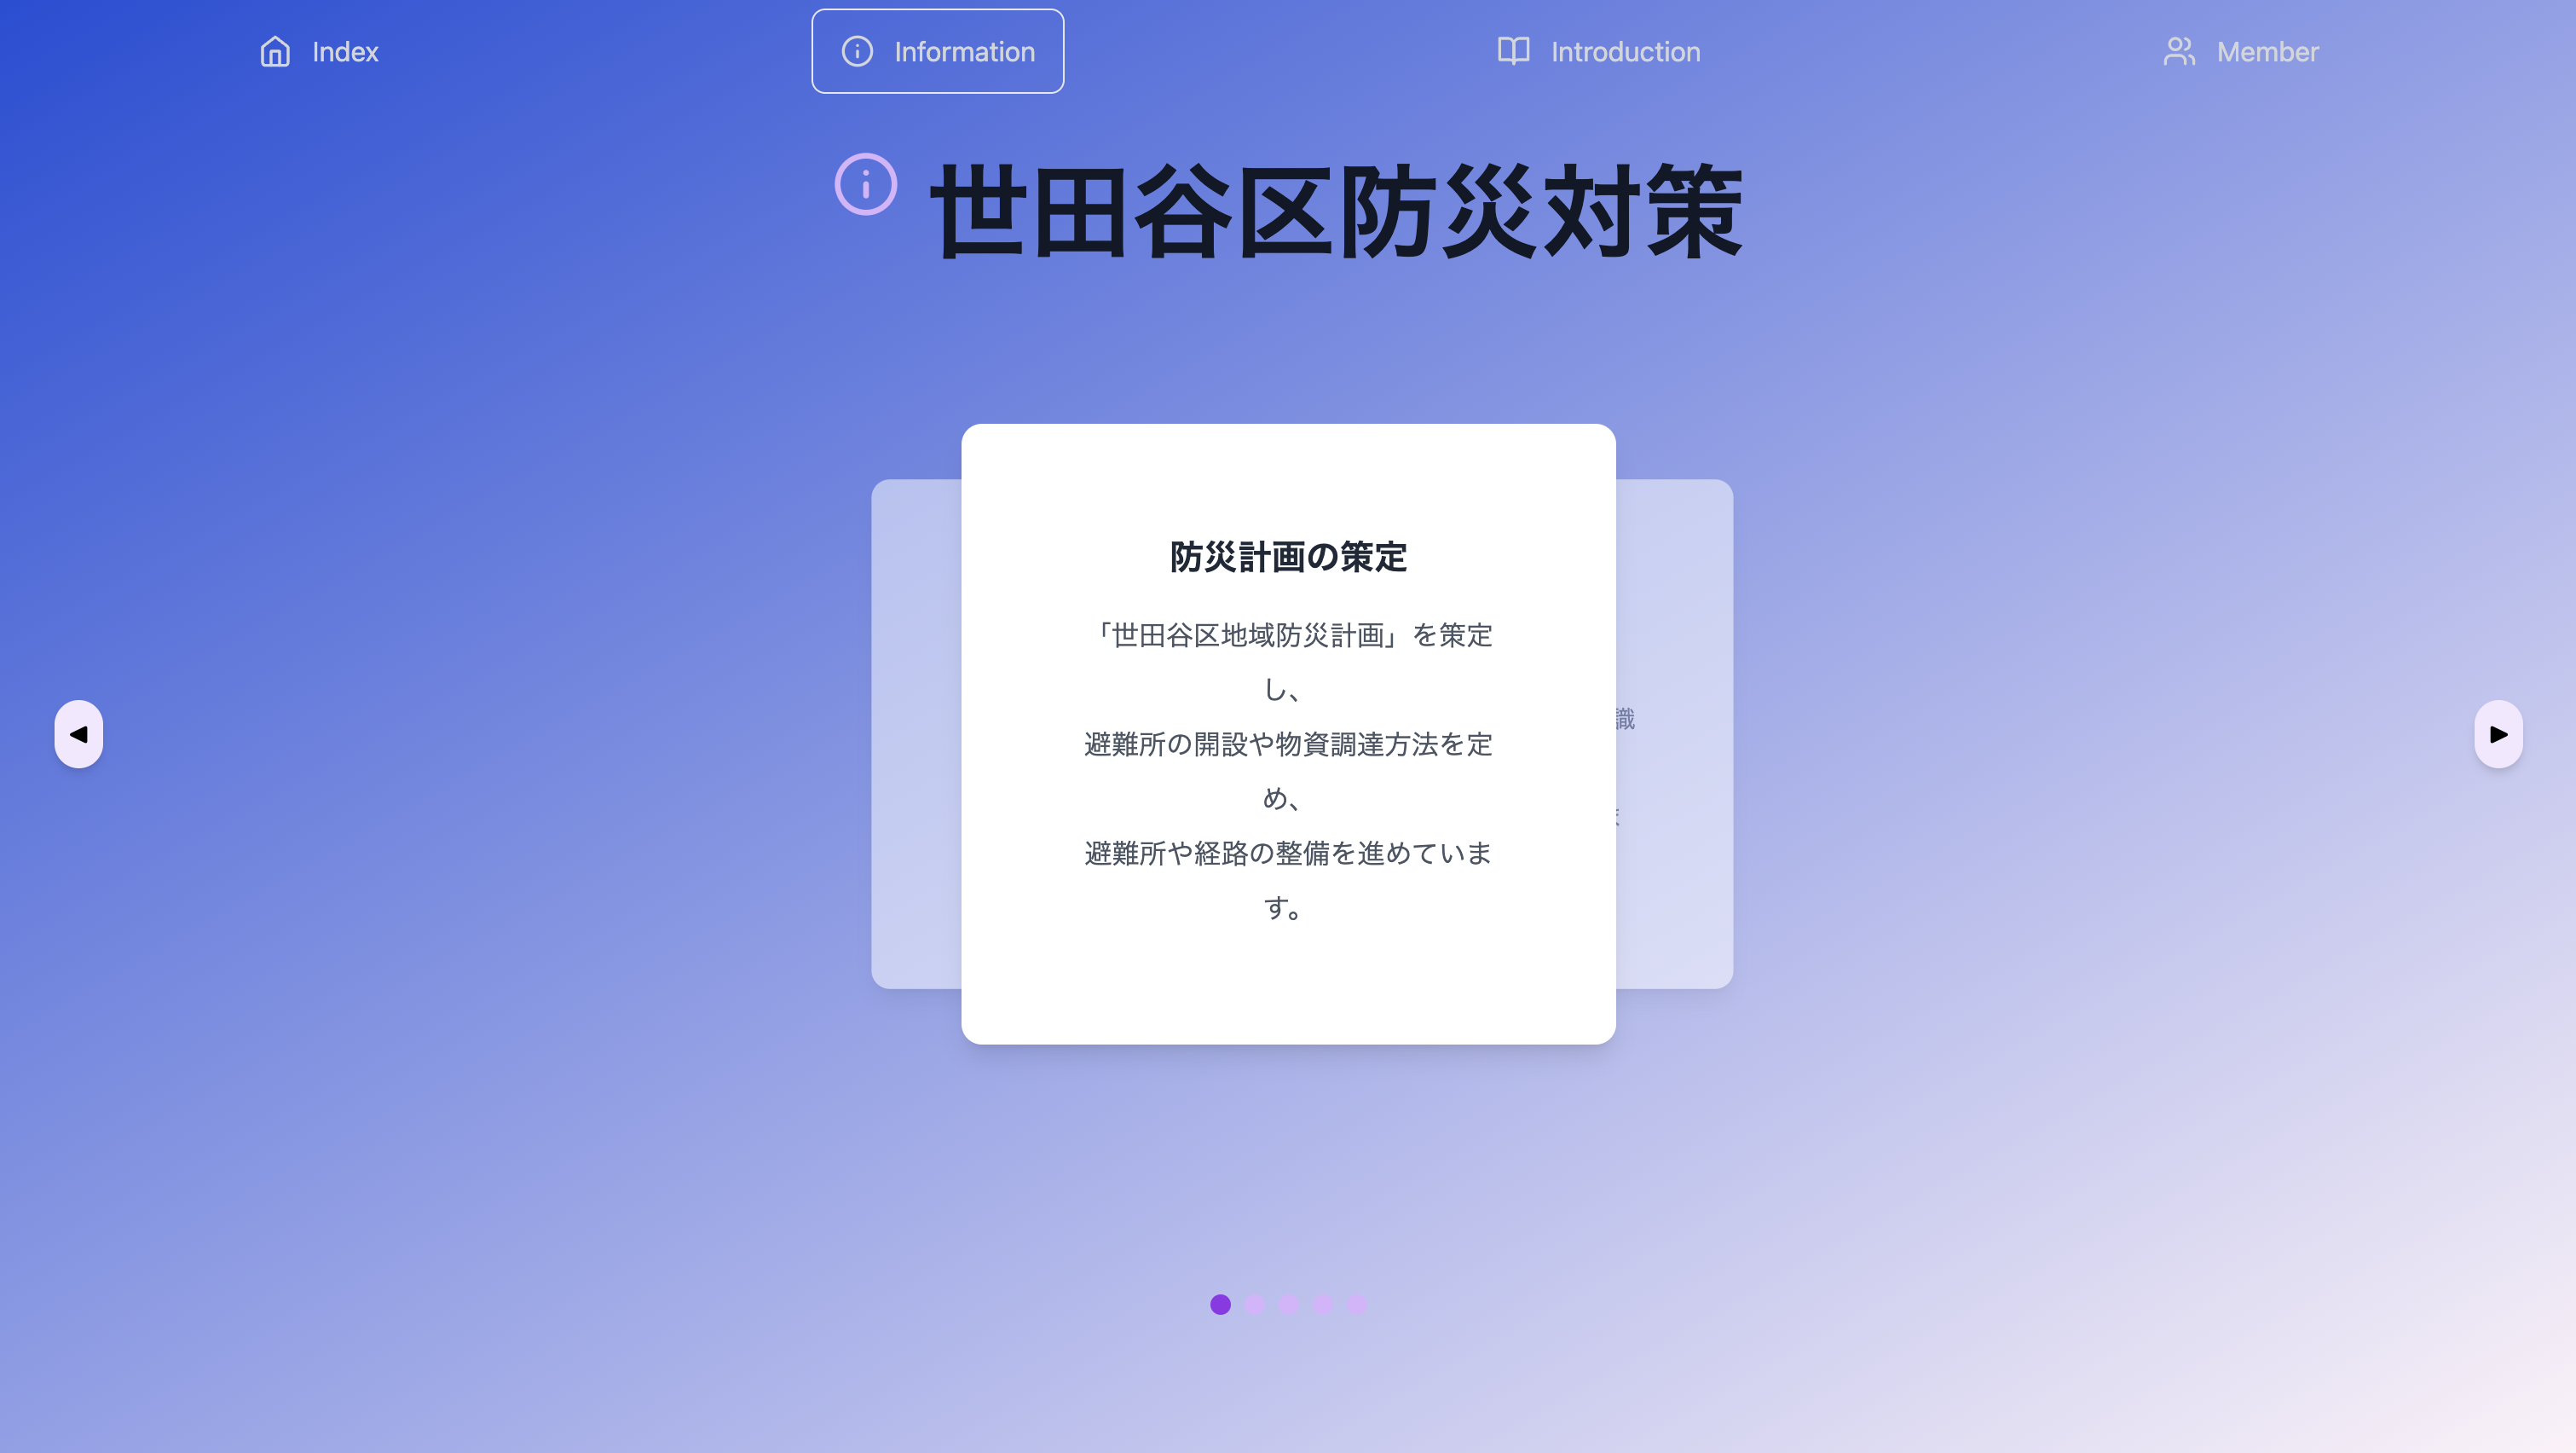 Index
Information
Introduction
Member
世田谷区防災対策
防災計画の策定
「世田谷区地域防災計画」を策定
し、
避難所の開設や物資調達方法を定
め、
避難所や経路の整備を進めていま
す。
識